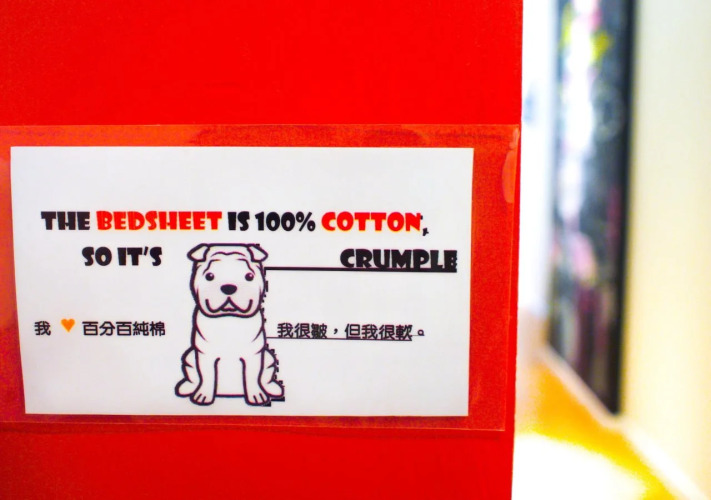 THE BEDSHEET IS 100% COTTON,
SO IT'S CRUMPLE
我 ♥ 百分百純棉 我很皺，但我很軟。